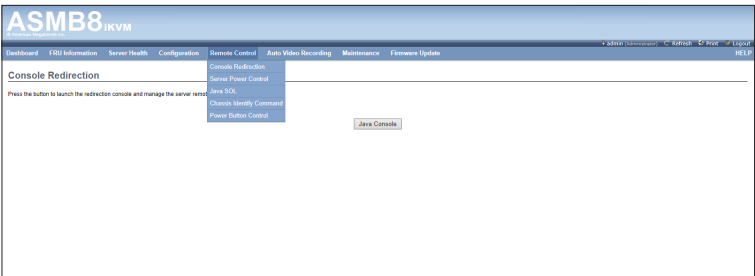 ASMB8 iKVM
© American Megatrends Inc.
• admin (Administrator) Refresh Print Logout
Dashboard FRU Information Server Health Configuration Remote Control Auto Video Recording Maintenance Firmware Update HELP
Console Redirection
Server Power Control
Java SOL
Chassis Identify Command
Power Button Control
Console Redirection
Press the button to launch the redirection console and manage the server remot
Java Console